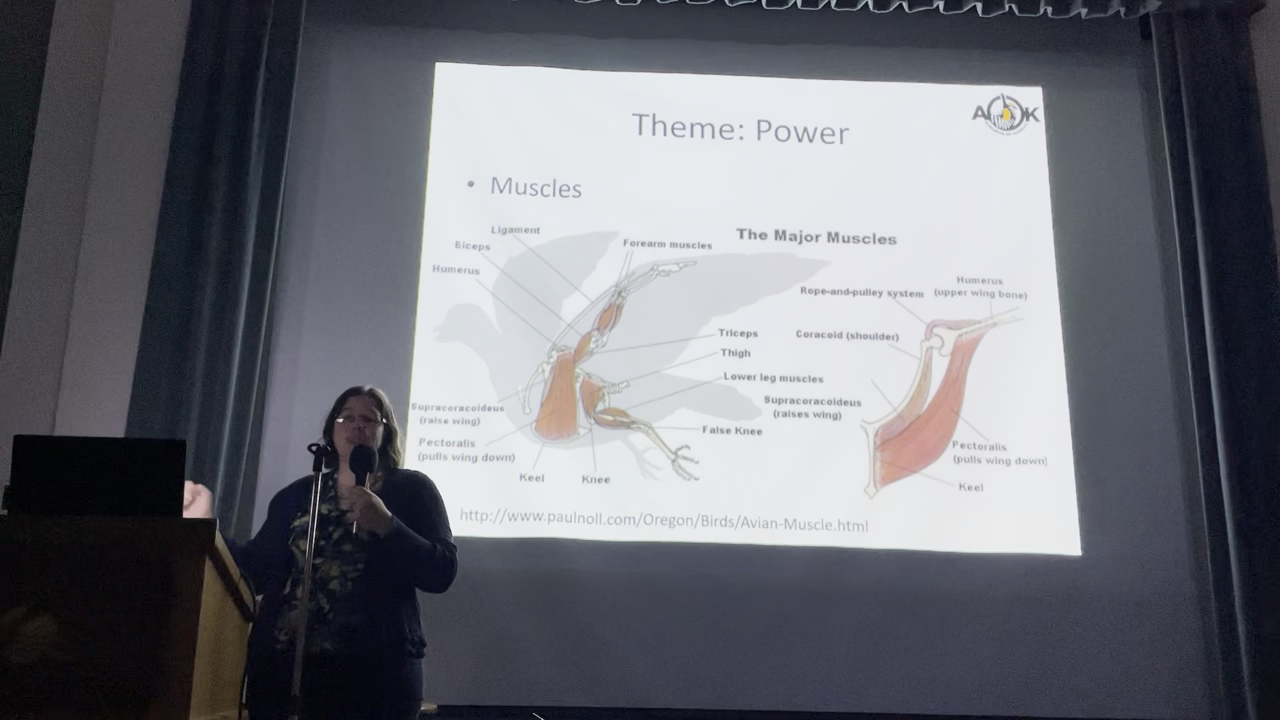 AOK
Theme: Power
• Muscles
The Major Muscles
Ligament
Biceps
Humerus
Forearm muscles
Triceps
Thigh
Lower leg muscles
False Knee
Supracoracoideus
(raise wing)
Pectoralis
(pulls wing down)
Keel
Knee
Humerus
(upper wing bone)
Rope-and-pulley system
Coracoid (shoulder)
Supracoracoideus
(raises wing)
Pectoralis
(pulls wing down)
Keel
http://www.paulnoll.com/Oregon/Birds/Avian-Muscle.html